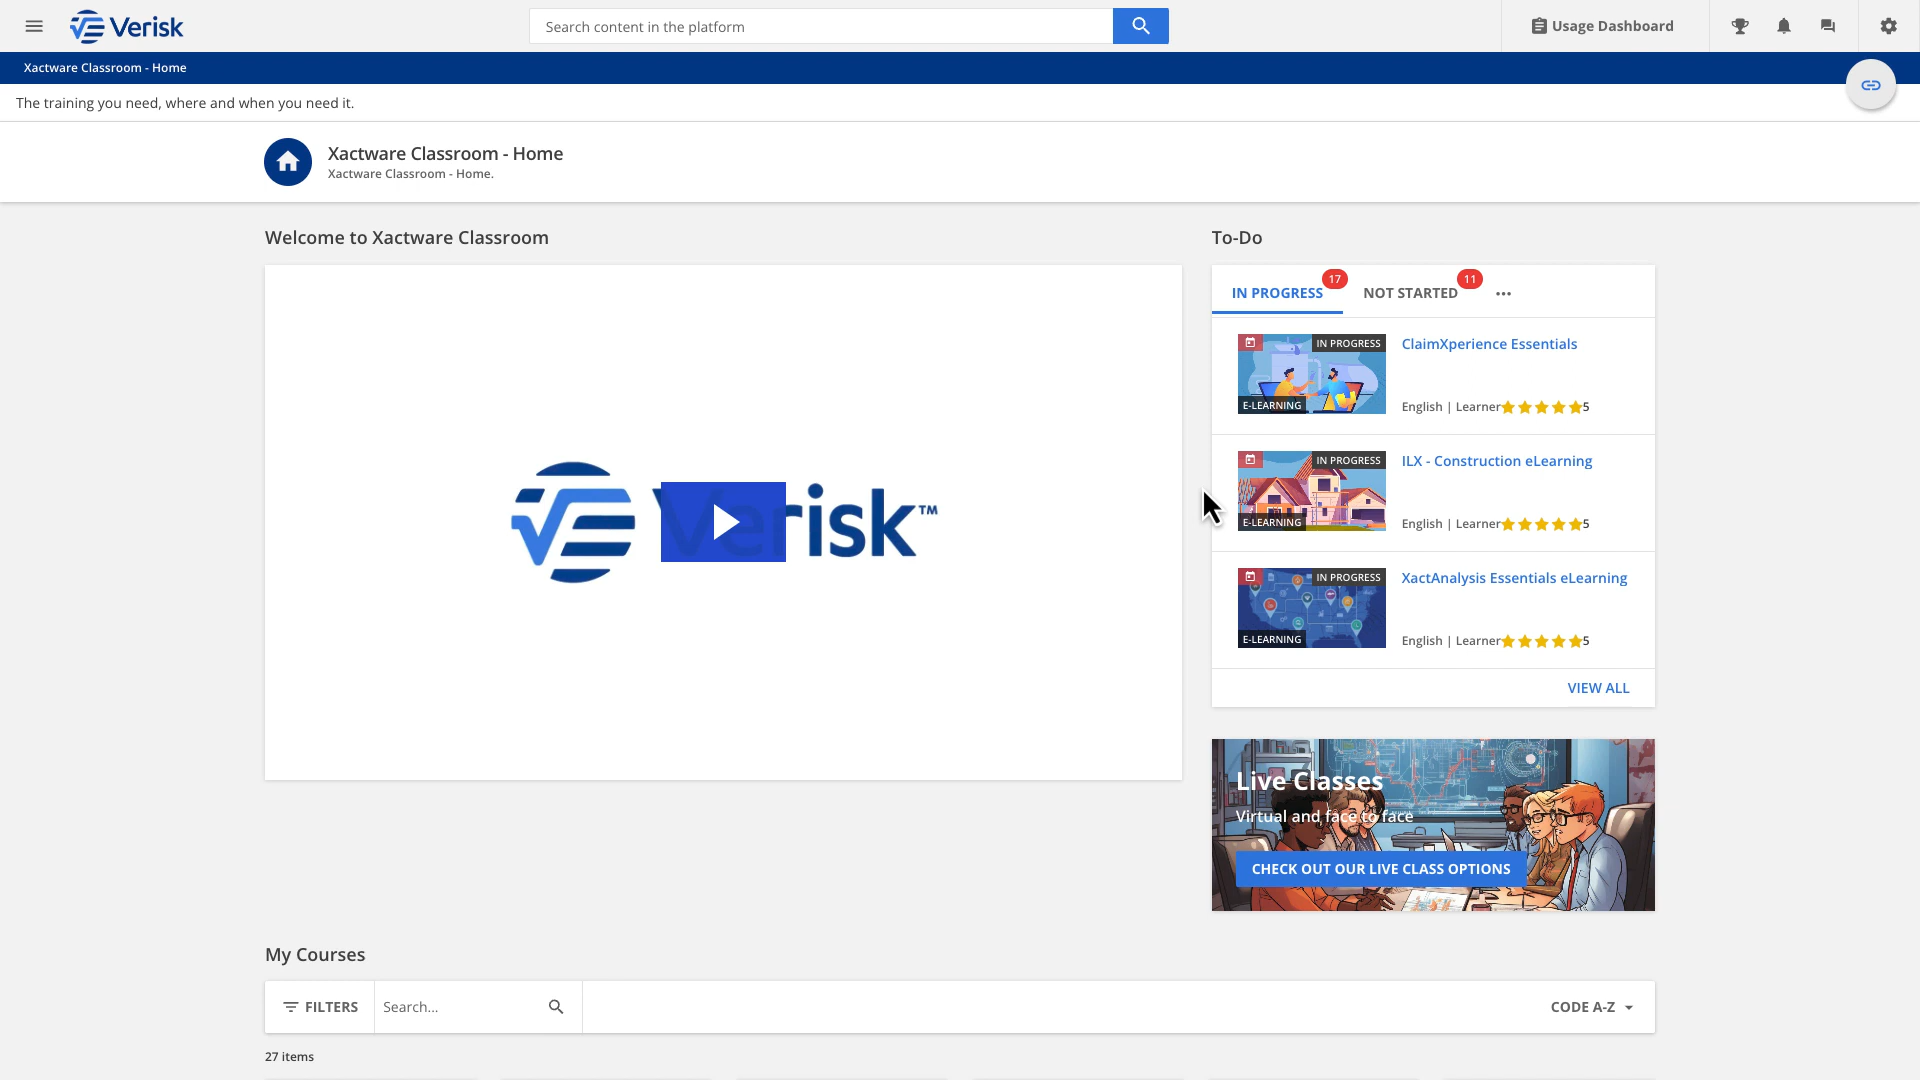 Verisk
Search content in the platform
Usage Dashboard
Xactware Classroom - Home
The training you need, where and when you need it.
Xactware Classroom - Home
Xactware Classroom - Home.
Welcome to Xactware Classroom
Verisk™
To-Do
IN PROGRESS 17
NOT STARTED 11
IN PROGRESS
E-LEARNING
ClaimXperience Essentials
English | Learner 5
IN PROGRESS
E-LEARNING
ILX - Construction eLearning
English | Learner 5
IN PROGRESS
E-LEARNING
XactAnalysis Essentials eLearning
English | Learner 5
VIEW ALL
Live Classes
Virtual and face to face
CHECK OUT OUR LIVE CLASS OPTIONS
My Courses
FILTERS
Search...
CODE A-Z
27 items